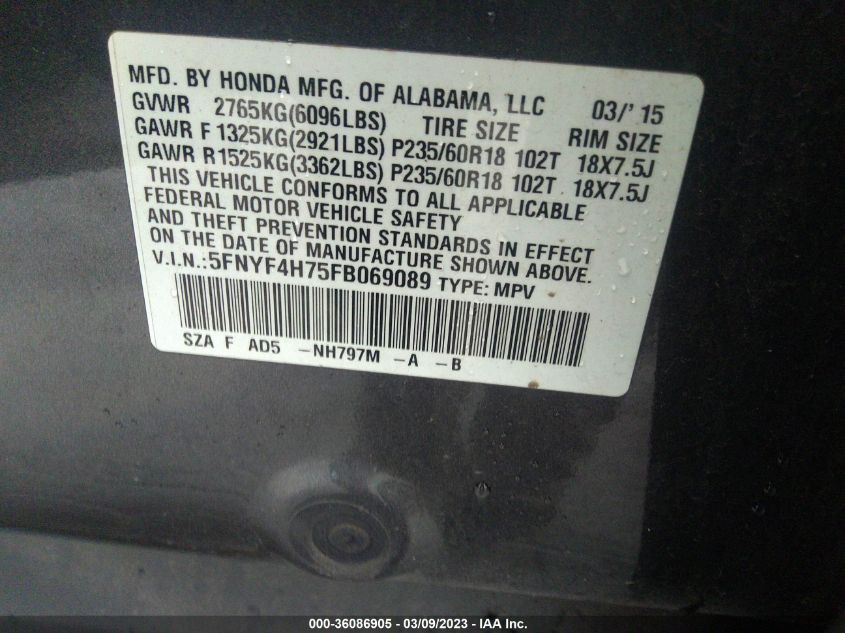 MFD. BY HONDA MFG. OF ALABAMA, LLC 03/' 15
GVWR 2765KG(6096LBS) TIRE SIZE RIM SIZE
GAWR F 1325KG(2921LBS) P235/60R18 102T 18X7.5J
GAWR R1525KG(3362LBS) P235/60R18 102T 18X7.5J
THIS VEHICLE CONFORMS TO ALL APPLICABLE
FEDERAL MOTOR VEHICLE SAFETY
AND THEFT PREVENTION STANDARDS IN EFFECT
ON THE DATE OF MANUFACTURE SHOWN ABOVE.
V.I.N.:5FNYF4H75FB069089 TYPE: MPV
SZA F AD5 -NH797M -A -B
000-36086905 - 03/09/2023 - IAA Inc.